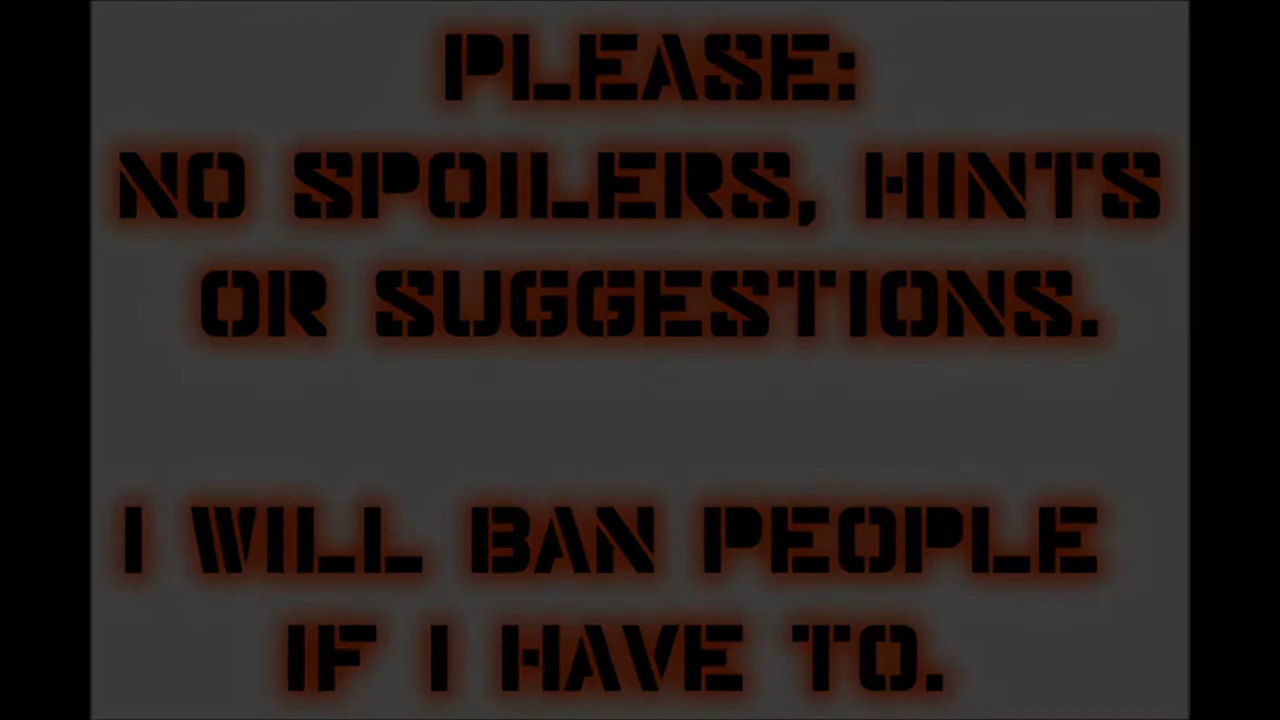 PLEASE:
NO SPOILERS, HINTS
OR SUGGESTIONS.
I WILL BAN PEOPLE
IF I HAVE TO.